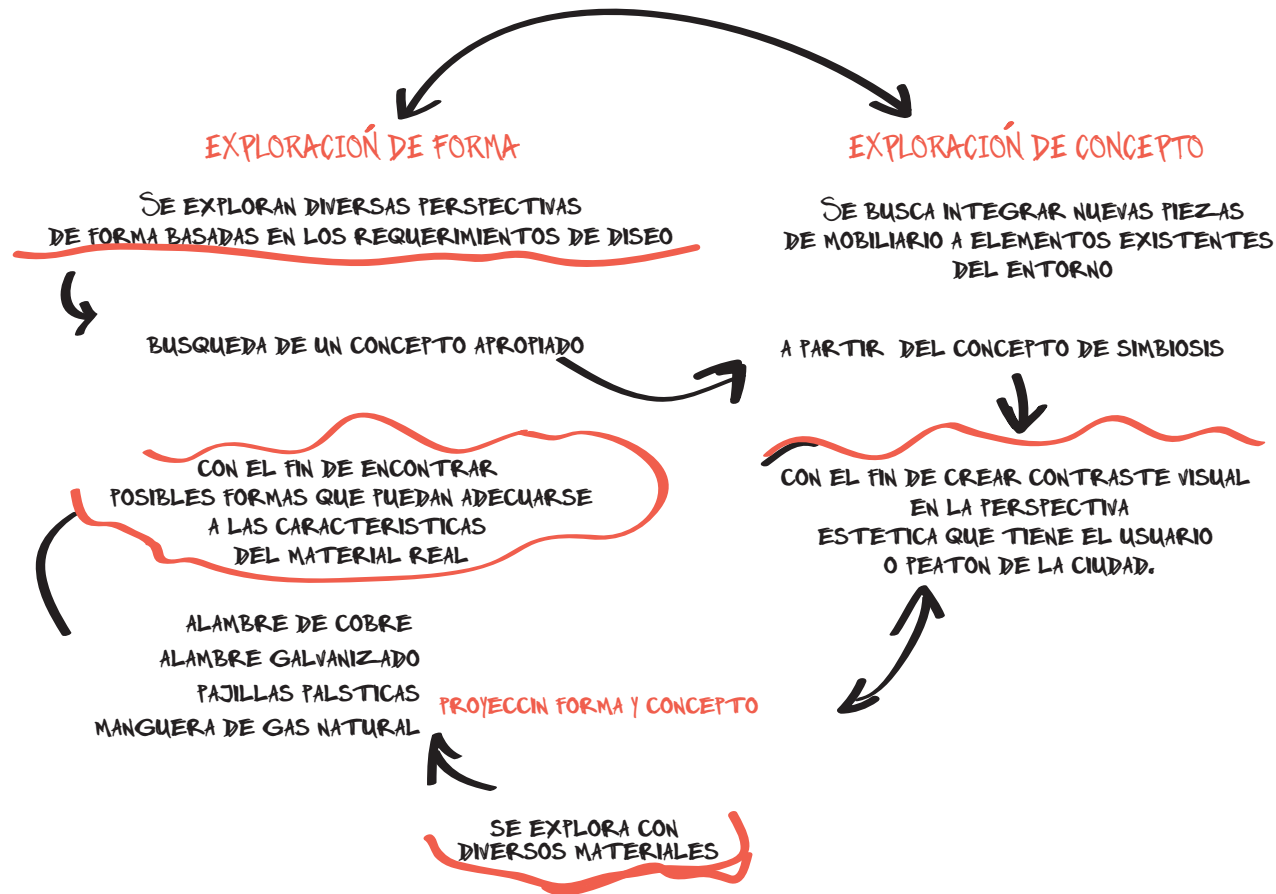 EXPLORACIÓN DE FORMA
SE EXPLORAN DIVERSAS PERSPECTIVAS
DE FORMA BASADAS EN LOS REQUERIMIENTOS DE DISEO
BUSQUEDA DE UN CONCEPTO APROPIADO
CON EL FIN DE ENCONTRAR
POSIBLES FORMAS QUE PUEDAN ADECUARSE
A LAS CARACTERISTICAS
DEL MATERIAL REAL
ALAMBRE DE COBRE
ALAMBRE GALVANIZADO
PAJILLAS PALSTICAS
MANGUERA DE GAS NATURAL
EXPLORACIÓN DE CONCEPTO
SE BUSCA INTEGRAR NUEVAS PIEZAS
DE MOBILIARIO A ELEMENTOS EXISTENTES
DEL ENTORNO
A PARTIR DEL CONCEPTO DE SIMBIOSIS
CON EL FIN DE CREAR CONTRASTE VISUAL
EN LA PERSPECTIVA
ESTETICA QUE TIENE EL USUARIO
O PEATON DE LA CIUDAD.
PROYECCIN FORMA Y CONCEPTO
SE EXPLORA CON
DIVERSOS MATERIALES